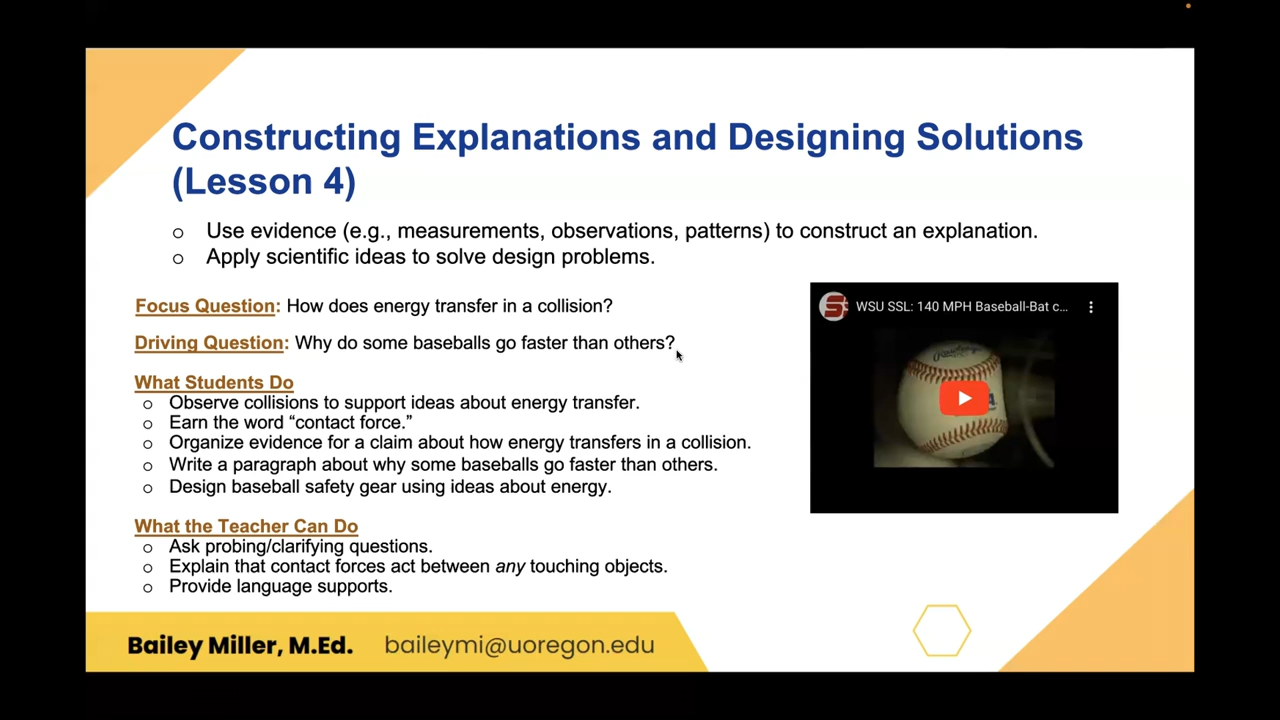 Constructing Explanations and Designing Solutions
(Lesson 4)
o Use evidence (e.g., measurements, observations, patterns) to construct an explanation.
o Apply scientific ideas to solve design problems.
Focus Question: How does energy transfer in a collision?
Driving Question: Why do some baseballs go faster than others?
What Students Do
o Observe collisions to support ideas about energy transfer.
o Earn the word “contact force.”
o Organize evidence for a claim about how energy transfers in a collision.
o Write a paragraph about why some baseballs go faster than others.
o Design baseball safety gear using ideas about energy.
What the Teacher Can Do
o Ask probing/clarifying questions.
o Explain that contact forces act between any touching objects.
o Provide language supports.
WSU SSL: 140 MPH Baseball-Bat c...
Bailey Miller, M.Ed. baileymi@uoregon.edu